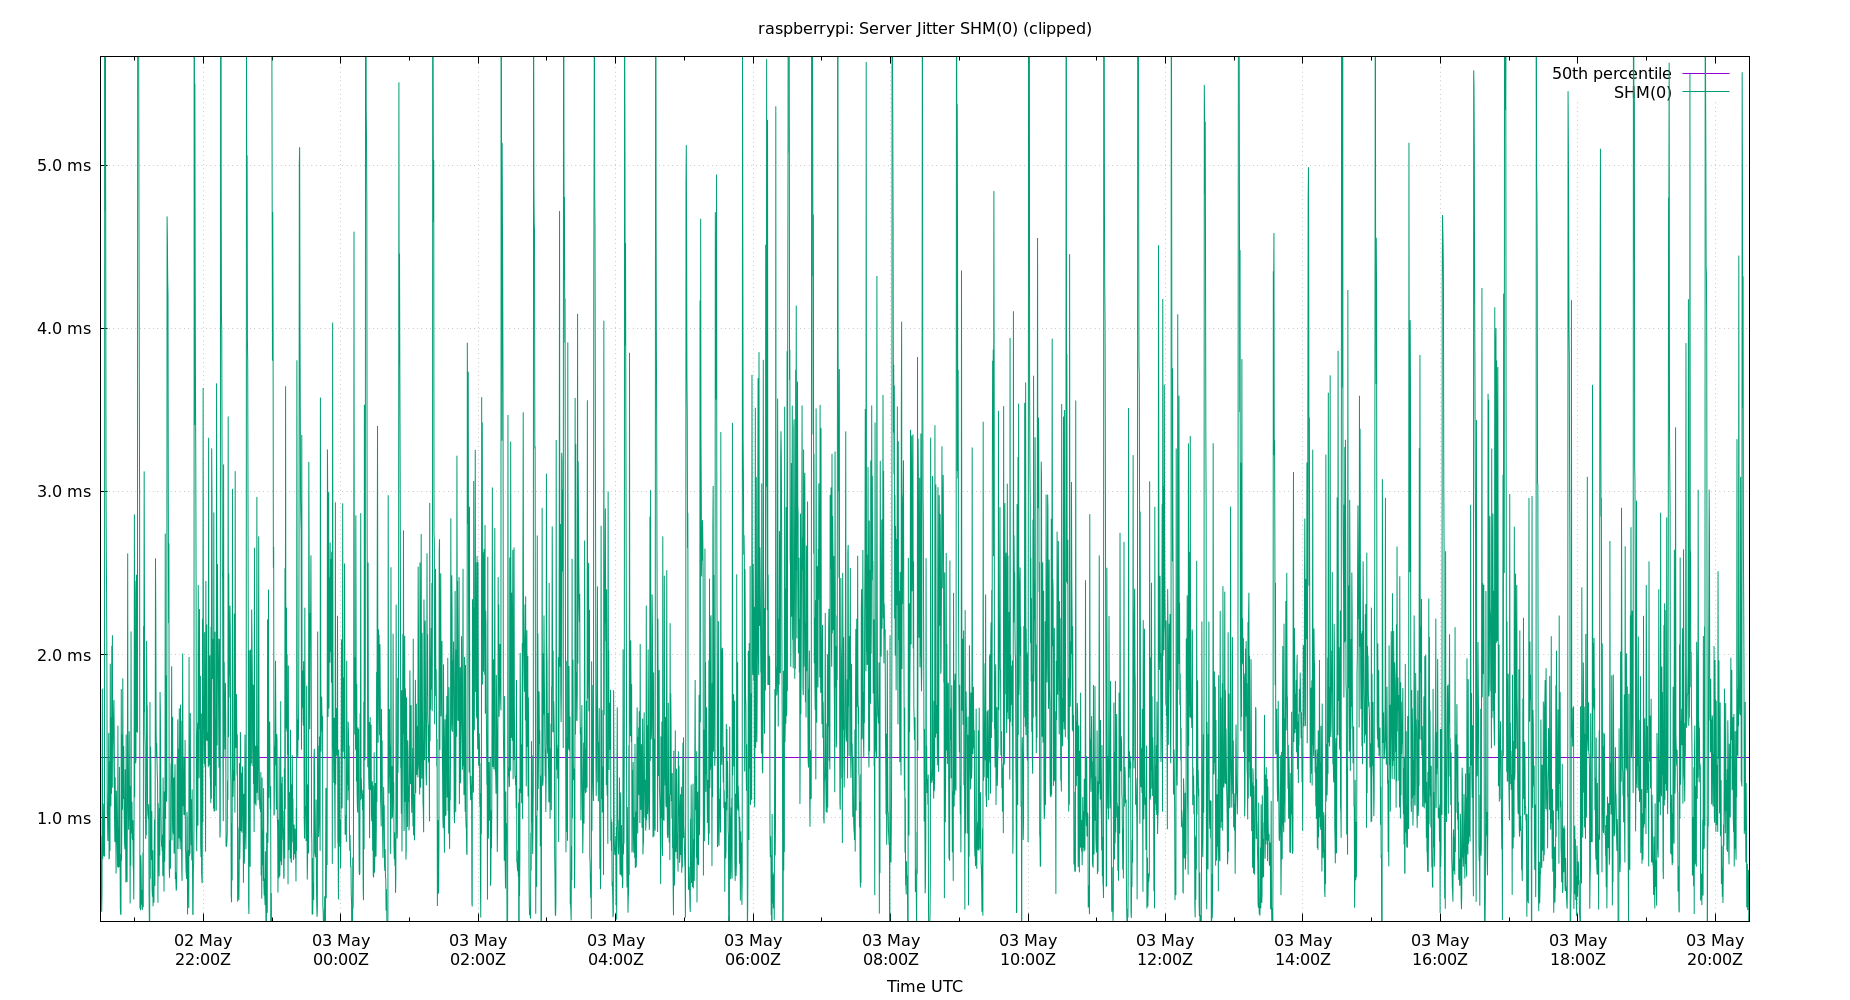 raspberrypi: Server Jitter SHM(0) (clipped)
50th percentile
SHM(0)
5.0 ms
4.0 ms
3.0 ms
2.0 ms
1.0 ms
02 May 03 May 03 May 03 May 03 May 03 May 03 May 03 May 03 May 03 May 03 May 03 May
22:00Z 00:00Z 02:00Z 04:00Z 06:00Z 08:00Z 10:00Z 12:00Z 14:00Z 16:00Z 18:00Z 20:00Z
Time UTC